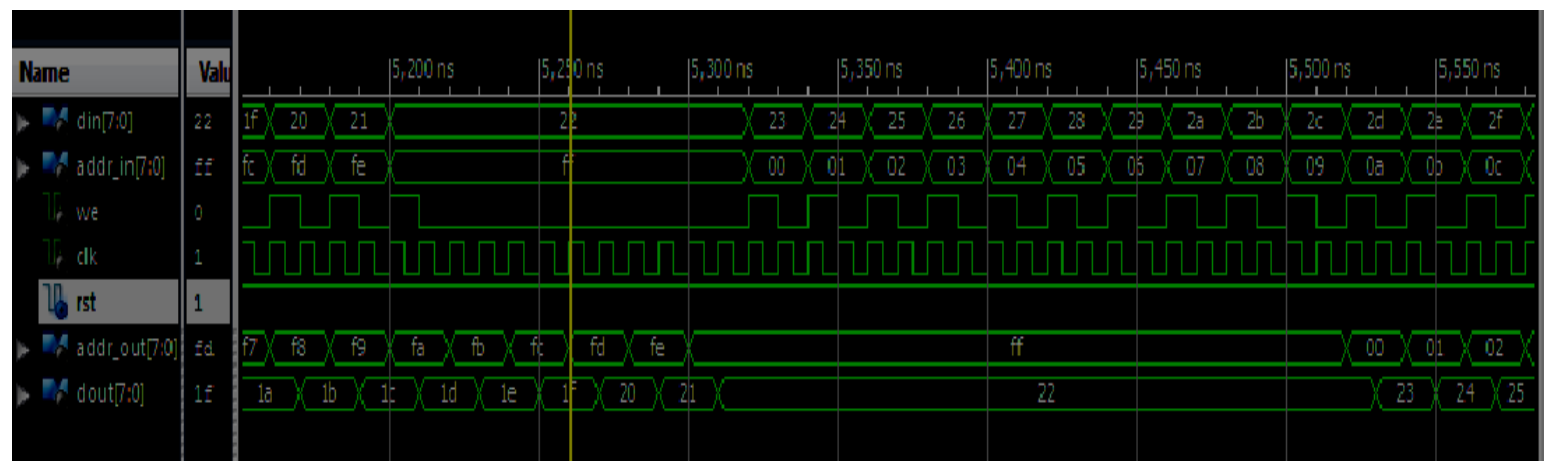 Name Valu 5,200 ns 5,250 ns 5,300 ns 5,350 ns 5,400 ns 5,450 ns 5,500 ns 5,550 ns
din[7:0] 22 1f 20 21 22 23 24 25 26 27 28 29 2a 2b 2c 2d 2e 2f
addr_in[7:0] ff fc fd fe ff 00 01 02 03 04 05 06 07 08 09 0a 0b 0c
we 0
clk 1
rst 1
addr_out[7:0] fd f7 f8 f9 fa fb fc fd fe ff 00 01 02
dout[7:0] 1f 1a 1b 1c 1d 1e 1f 20 21 22 23 24 25